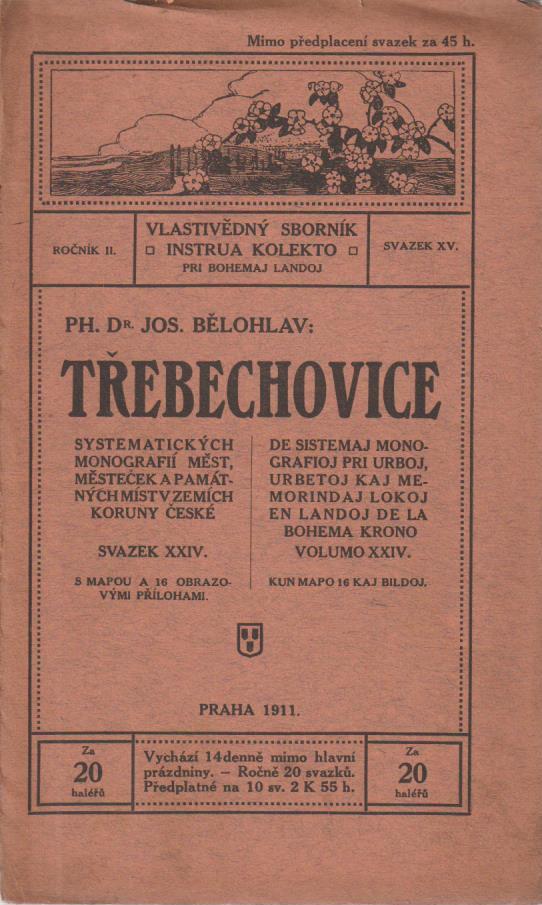 Mimo předplacení svazek za 45 h.
ROČNÍK II.
VLASTIVĚDNÝ SBORNÍK
INSTRUA KOLEKTO
PRI BOHEMAJ LANDOJ
SVAZEK XV.
PH. DR. JOS. BĚLOHLAV:
TŘEBECHOVICE
SYSTEMATICKÝCH
MONOGRAFIÍ MĚST,
MĚSTEČEK A PAMÁT-
NÝCH MÍST V ZEMÍCH
KORUNY ČESKÉ
SVAZEK XXIV.
S MAPOU A 16 OBRAZO-
VÝMI PŘÍLOHAMI.
DE SISTEMAJ MONO-
GRAFIOJ PRI URBOJ,
URBETOJ KAJ ME-
MORINDAJ LOKOJ
EN LANDOJ DE LA
BOHEMA KRONO
VOLUMO XXIV.
KUN MAPO 16 KAJ BILDOJ.
PRAHA 1911.
Za
20
haléřů
Vychází 14denně mimo hlavní
prázdniny. – Ročně 20 svazků.
Předplatné na 10 sv. 2 K 55 h.
Za
20
haléřů